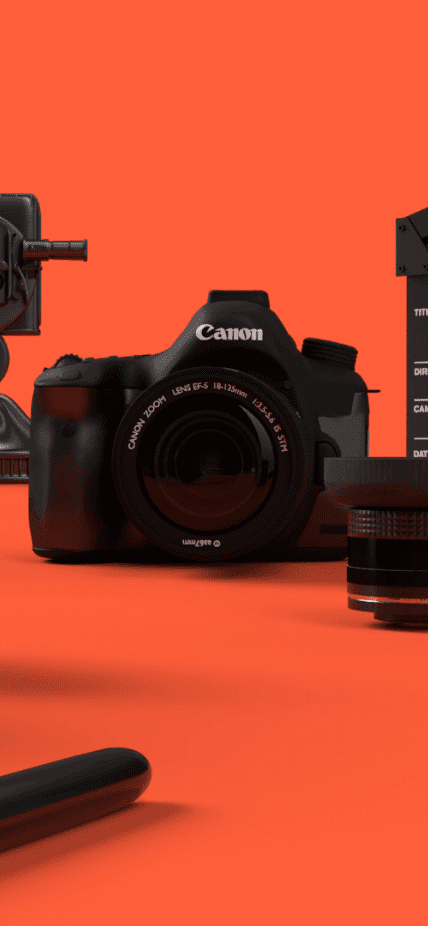 Canon
CANON ZOOM LENS EF-S 18-135mm 1:3.5-5.6 IS STM
67mm
TIT
DIR
CAM
DAT